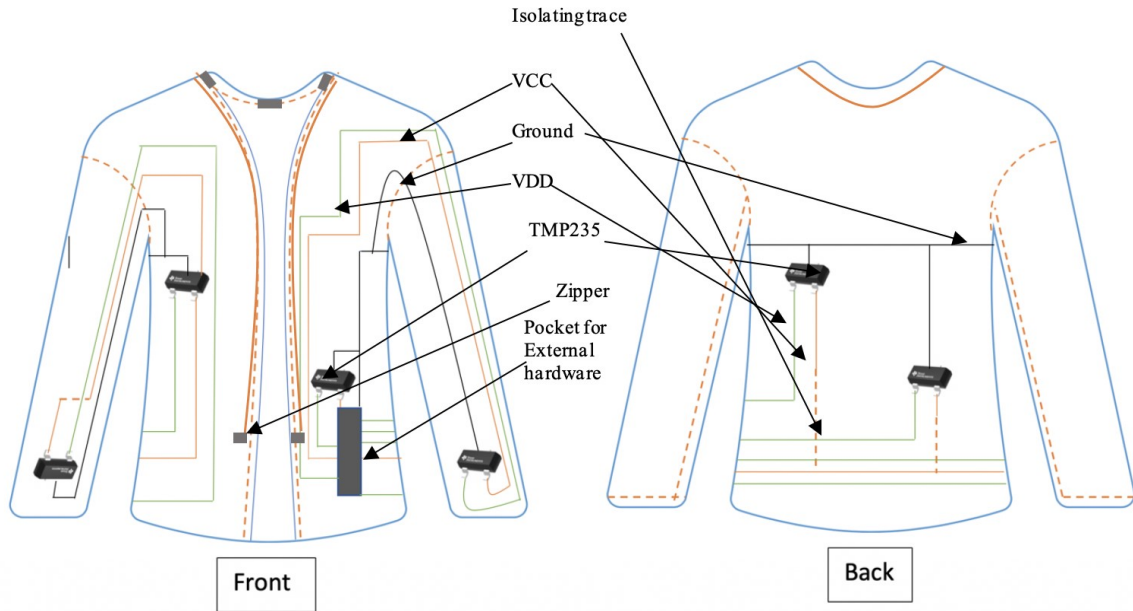 Isolating trace
VCC
Ground
VDD
TMP235
Zipper
Pocket for
External
hardware
Front
Back